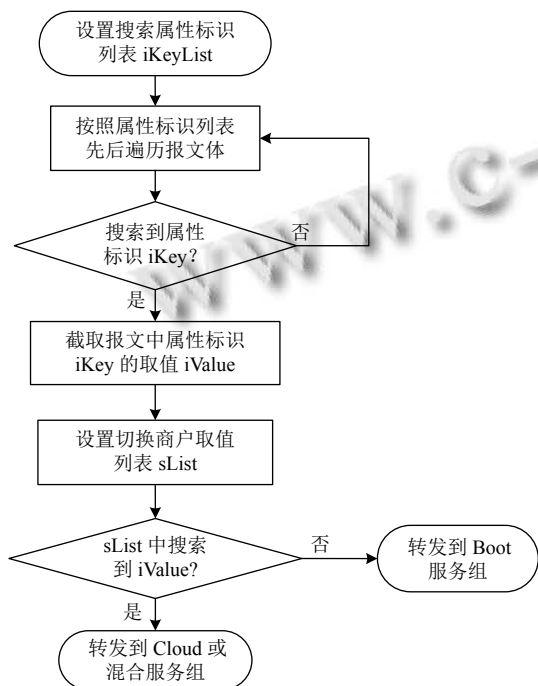 设置搜索属性标识
列表 iKeyList
按照属性标识列表
先后遍历报文体
搜索到属性
标识 iKey?
否
是
截取报文中属性标识
iKey 的取值 iValue
设置切换商户取值
列表 sList
sList 中搜索
到 iValue?
否
转发到 Boot
服务组
是
转发到 Cloud 或
混合服务组
www.c-